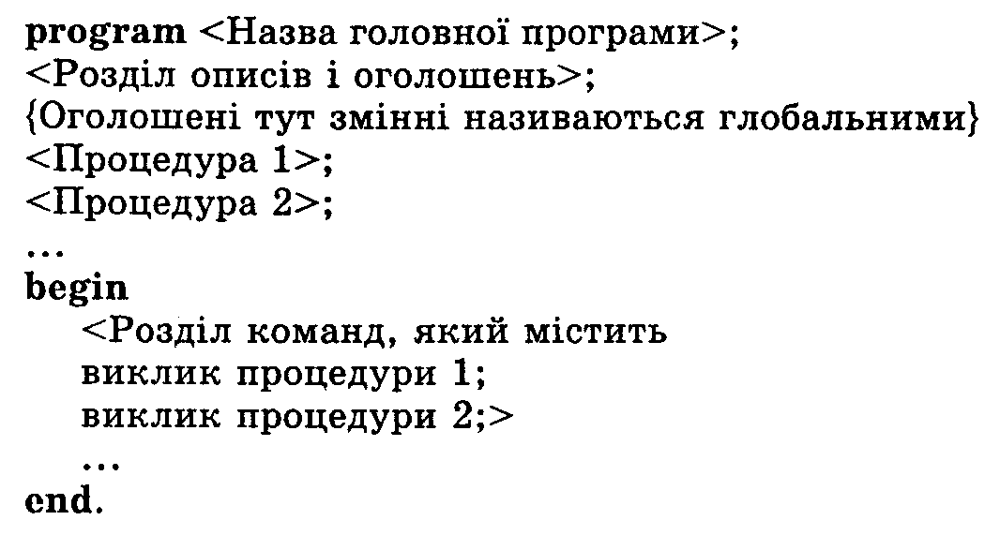 program <Назва головної програми>;
<Розділ описів і оголошень>;
{Оголошені тут змінні називаються глобальними}
<Процедура 1>;
<Процедура 2>;
...
begin
<Розділ команд, який містить
виклик процедури 1;
виклик процедури 2;>
...
end.